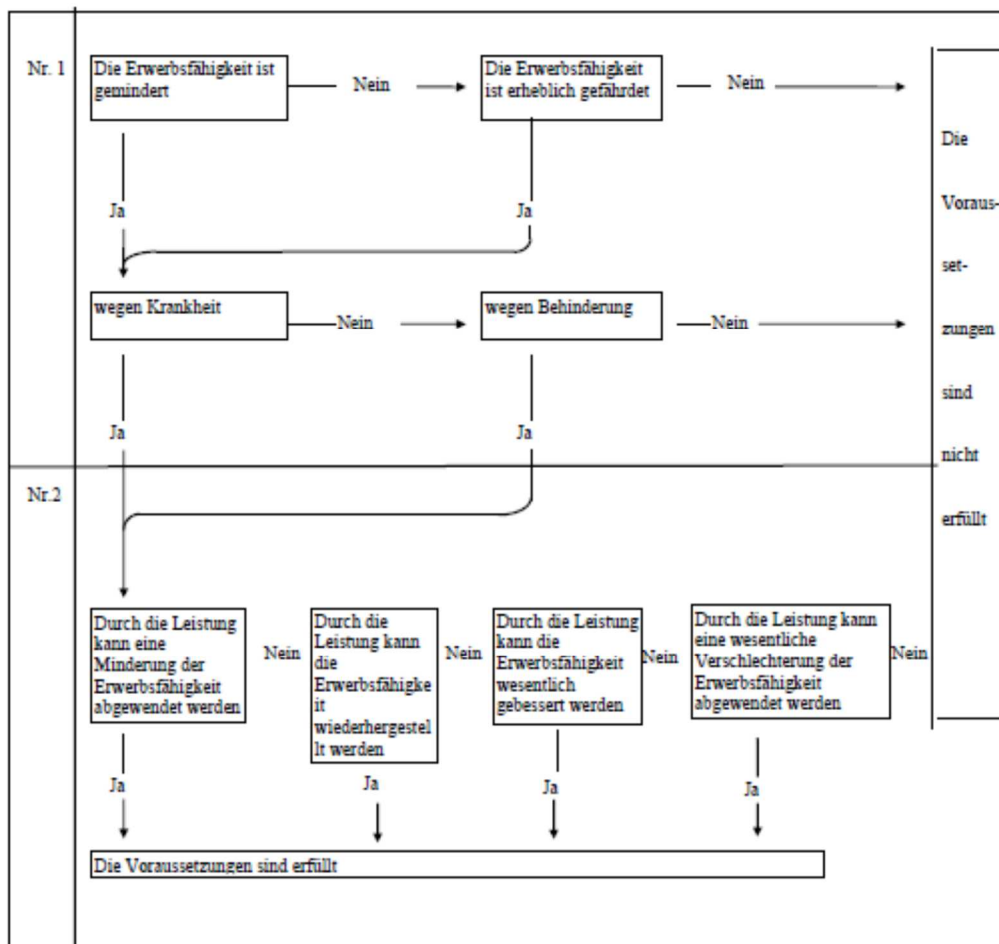 Nr. 1
Die Erwerbsfähigkeit ist
gemindert
Nein
Die Erwerbsfähigkeit
ist erheblich gefährdet
Nein
Ja
Ja
wegen Krankheit
Nein
wegen Behinderung
Nein
Ja
Ja
Die
Voraus-
set-
zungen
sind
nicht
erfüllt
Nr.2
Durch die Leistung
kann eine
Minderung der
Erwerbsfähigkeit
abgewendet werden
Nein
Durch die
Leistung kann
die
Erwerbsfähigke
it
wiederhergestel
lt werden
Nein
Durch die Leistung
kann die
Erwerbsfähigkeit
wesentlich
gebessert werden
Nein
Durch die Leistung kann
eine wesentliche
Verschlechterung der
Erwerbsfähigkeit
abgewendet werden
Nein
Ja
Ja
Ja
Ja
Die Voraussetzungen sind erfüllt